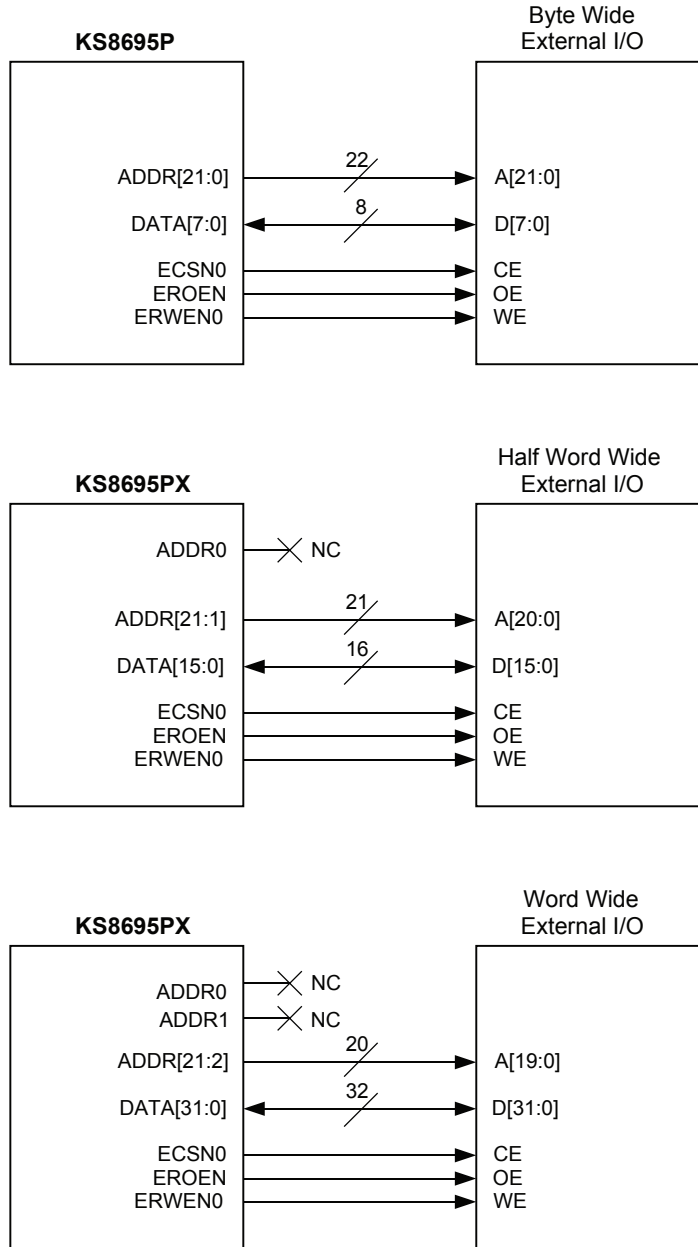 KS8695P
Byte Wide
External I/O
ADDR[21:0]
22
A[21:0]
DATA[7:0]
8
D[7:0]
ECSN0
CE
EROEN
OE
ERWEN0
WE
KS8695PX
Half Word Wide
External I/O
ADDR0
NC
ADDR[21:1]
21
A[20:0]
DATA[15:0]
16
D[15:0]
ECSN0
CE
EROEN
OE
ERWEN0
WE
KS8695PX
Word Wide
External I/O
ADDR0
NC
ADDR1
NC
ADDR[21:2]
20
A[19:0]
DATA[31:0]
32
D[31:0]
ECSN0
CE
EROEN
OE
ERWEN0
WE